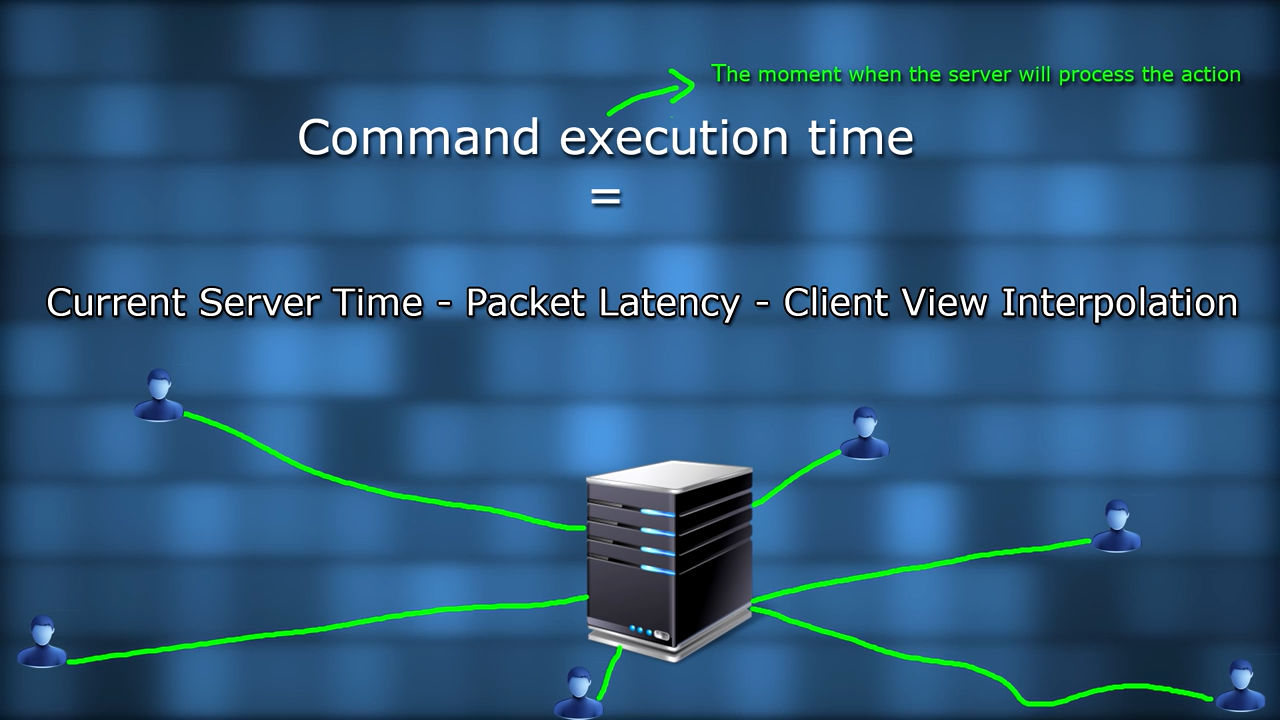 The moment when the server will process the action
Command execution time
=
Current Server Time - Packet Latency - Client View Interpolation